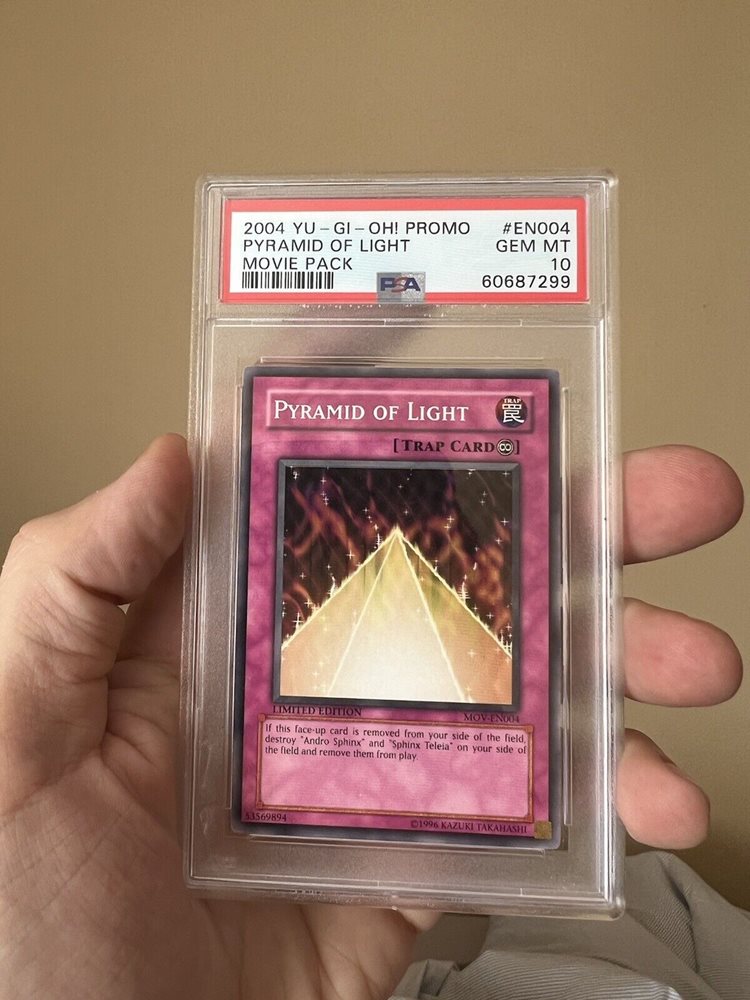 2004 YU-GI-OH! PROMO #EN004
PYRAMID OF LIGHT GEM MT
MOVIE PACK 10
PSA 60687299
PYRAMID OF LIGHT
TRAP
罠
[TRAP CARD∞]
LIMITED EDITION MOV-EN004
If this face-up card is removed from your side of the field,
destroy "Andro Sphinx" and "Sphinx Teleia" on your side of
the field and remove them from play.
53569894 ©1996 KAZUKI TAKAHASHI